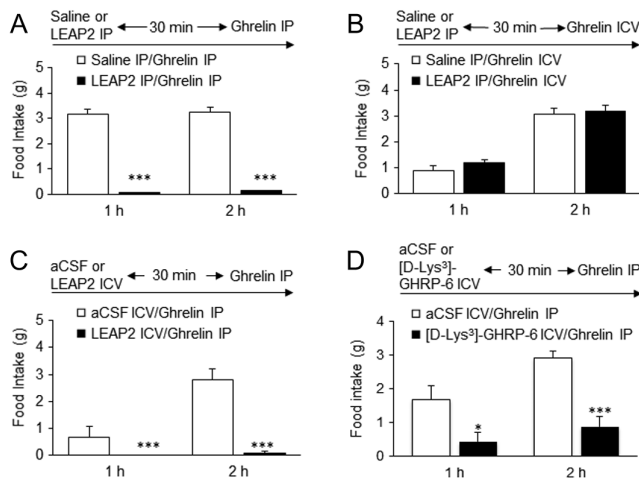 A
Saline or
LEAP2 IP
30 min
Ghrelin IP
Saline IP/Ghrelin IP
LEAP2 IP/Ghrelin IP
Food Intake (g)
5
4
3
2
1
0
***
***
1 h
2 h
B
Saline or
LEAP2 IP
30 min
Ghrelin ICV
Saline IP/Ghrelin ICV
LEAP2 IP/Ghrelin ICV
Food Intake (g)
5
4
3
2
1
0
1 h
2 h
C
aCSF or
LEAP2 ICV
30 min
Ghrelin IP
aCSF ICV/Ghrelin IP
LEAP2 ICV/Ghrelin IP
Food Intake (g)
5
4
3
2
1
0
***
***
1 h
2 h
D
aCSF or
[D-Lys³]-
GHRP-6 ICV
30 min
Ghrelin IP
aCSF ICV/Ghrelin IP
[D-Lys³]-GHRP-6 ICV/Ghrelin IP
Food intake (g)
4
3
2
1
0
*
***
1 h
2 h